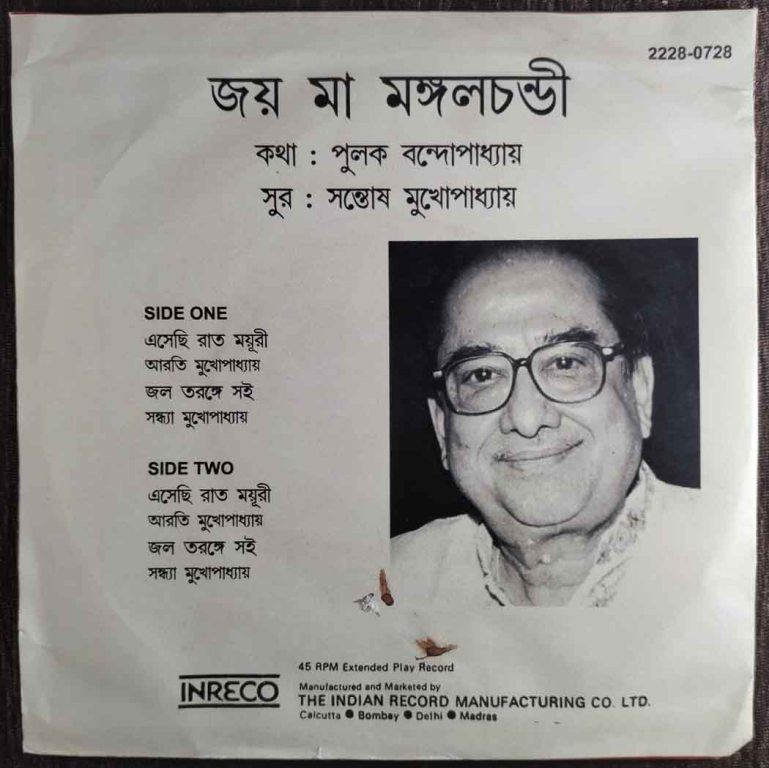 2228-0728
জয় মা মঙ্গলচন্ডী
কথা : পুলক বন্দোপাধ্যায়
সুর : সন্তোষ মুখোপাধ্যায়
SIDE ONE
এসেছি রাত ময়ূরী
আরতি মুখোপাধ্যায়
জল তরঙ্গে সই
সন্ধ্যা মুখোপাধ্যায়
SIDE TWO
এসেছি রাত ময়ূরী
আরতি মুখোপাধ্যায়
জল তরঙ্গে সই
সন্ধ্যা মুখোপাধ্যায়
INRECO
45 RPM Extended Play Record
Manufactured and Marketed by
THE INDIAN RECORD MANUFACTURING CO. LTD.
Calcutta ● Bombay ● Delhi ● Madras